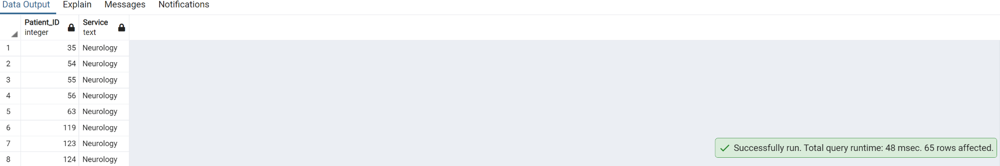 Data Output Explain Messages Notifications
Patient_ID Service
integer text
1 35 Neurology
2 54 Neurology
3 55 Neurology
4 56 Neurology
5 63 Neurology
6 119 Neurology
7 123 Neurology
Successfully run. Total query runtime: 48 msec. 65 rows affected.
8 124 Neurology